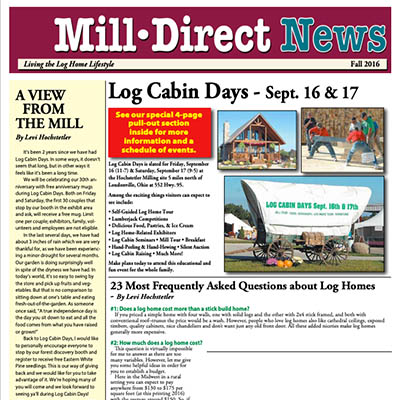 Mill•Direct News
Living the Log Home Lifestyle
Fall 2016
A VIEW
FROM
THE MILL
By Levi Hochstetler
It's been 2 years since we have had
Log Cabin Days. In some ways, it doesn't
seem that long, but in other ways it
feels like it's been a long time.
We will be celebrating our 30th an-
niversary with free anniversary mugs
during Log Cabin Days. Both on Friday
and Saturday, the first 30 couples that
stop by our booth in the exhibit area
and ask, will receive a free mug. Limit:
one per couple, exhibitors, family, vol-
unteers and employees are not eligible.
In the last several days, we have had
about 3 inches of rain which we are very
thankful for, as we have been experienc-
ing a minor drought for several months.
Our garden is doing surprisingly well
in spite of the dryness we have had. In
today's world, it's so easy to swing by
the store and pick up fruits and veg-
etables. But that is no comparison to
sitting down at one's table and eating
fresh-out-of-the-garden. As someone
once said, "A true independence day is
the day you sit down to eat and all the
food comes from what you have raised
or grown!"
Back to Log Cabin Days, I would like
to personally encourage everyone to
stop by our forest discovery booth and
register to receive free Eastern White
Pine seedlings. This is our way of giving
back and we would like for you to take
advantage of it. We're hoping many of
you will come and we look forward to
seeing ya'll during Log Cabin Days!
Log Cabin Days - Sept. 16 & 17
See our special 4-page
pull-out section
inside for more
information and a
schedule of events.
Log Cabin Days is slated for Friday, September
16 (11-7) & Saturday, September 17 (9-5) at
the Hochstetler Milling site 5 miles north of
Loudonville, Ohio at 552 Hwy. 95.
Among the exciting things visitors can expect to
see include:
• Self-Guided Log Home Tour
• Lumberjack Competitions
• Delicious Food, Pastries, & Ice Cream
• Log Home-Related Exhibitors
• Log Cabin Seminars • Mill Tour • Breakfast
• Hand-Peeling & Hand-Hewing • Silent Auction
• Log Cabin Raising • Much More!
Make plans today to attend this educational and
fun event for the whole family.
LOG CABIN DAYS Sept. 16th & 17th
23 Most Frequently Asked Questions about Log Homes
~ By Levi Hochstetler
#1: Does a log home cost more than a stick build home?
If you priced a simple home with four walls, one with solid logs and the other with 2x6 stick framed, and both with
conventional roof-trusses the price would be a wash. However, people who love log homes also like cathedral ceilings, exposed
timbers, quality cabinets, nice chandeliers and don't want just any old front door. All these added niceties make log homes
generally more expensive.
#2: How much does a log home cost?
This question is virtually impossible
for me to answer as there are too
many variables. However, let me give
you some helpful ideas in order for
you to establish a budget.
Here in the Midwest in a rural
setting you can expect to pay
anywhere from $150 to $175 per
square foot (at this printing 2016)